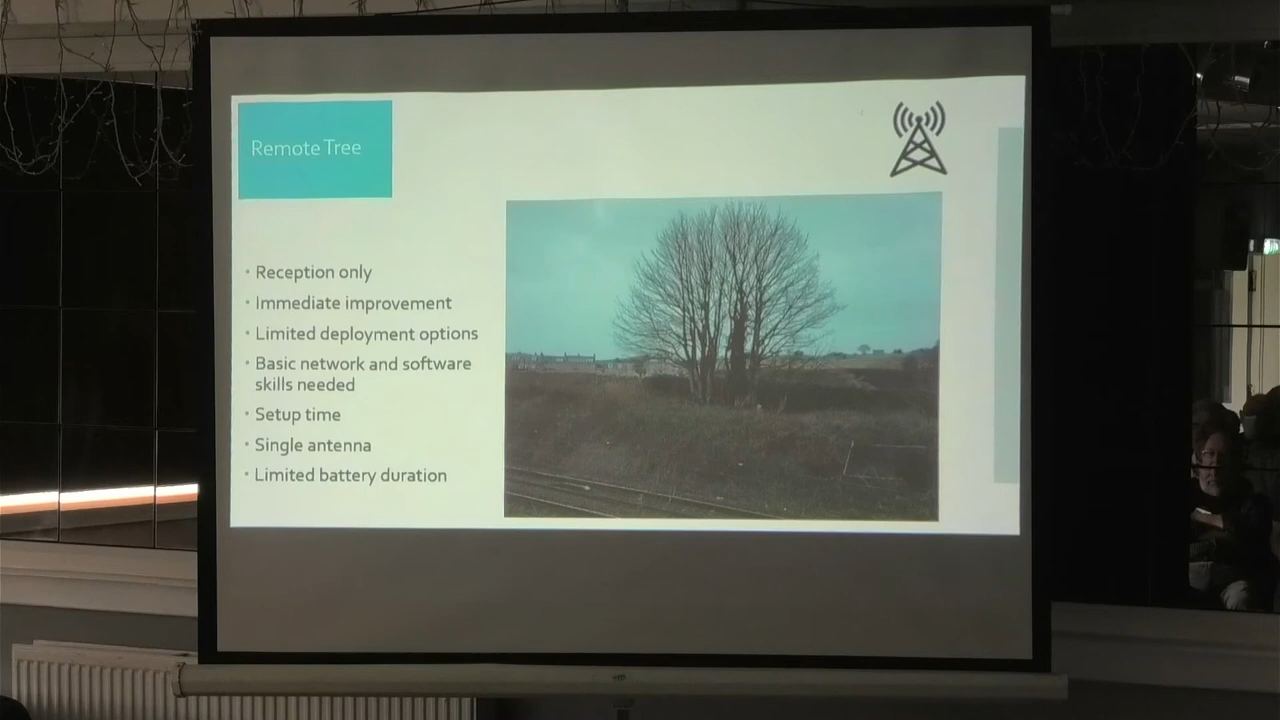 Remote Tree
• Reception only
• Immediate improvement
• Limited deployment options
• Basic network and software
skills needed
• Setup time
• Single antenna
• Limited battery duration